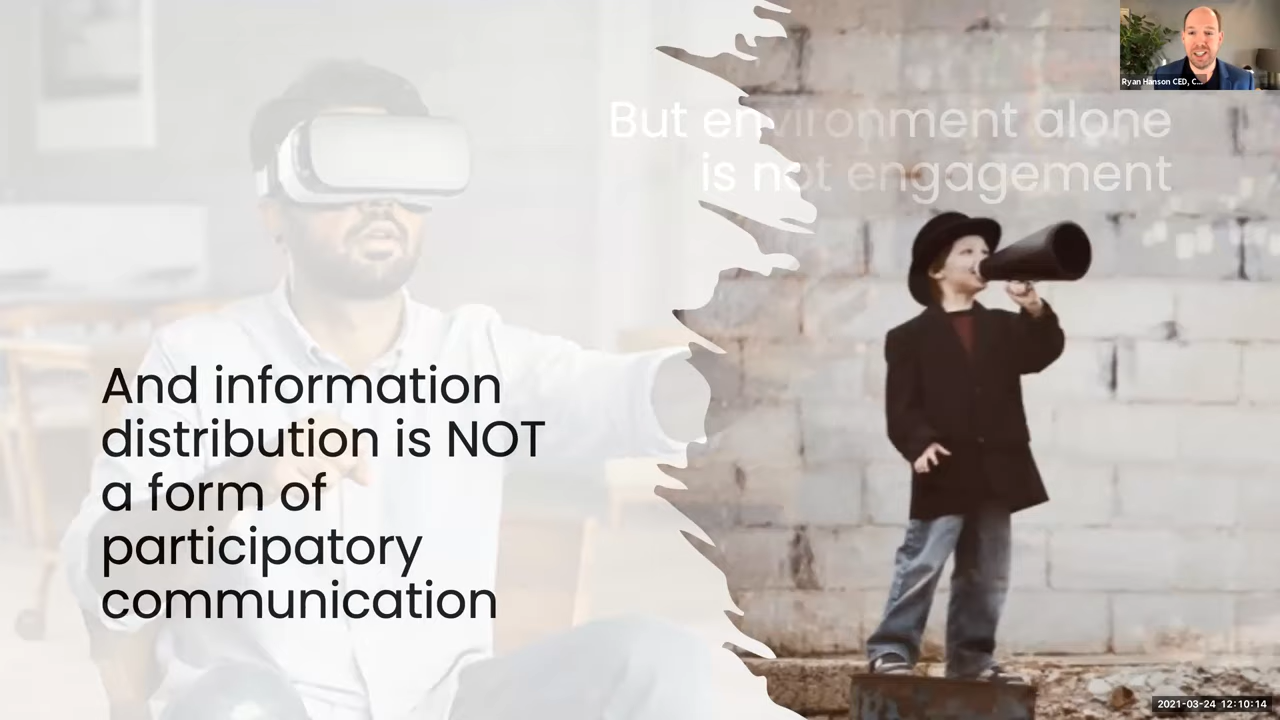 Ryan Hanson CED, C...
But environment alone
is not engagement
And information
distribution is NOT
a form of
participatory
communication
2021-03-24 12:10:14